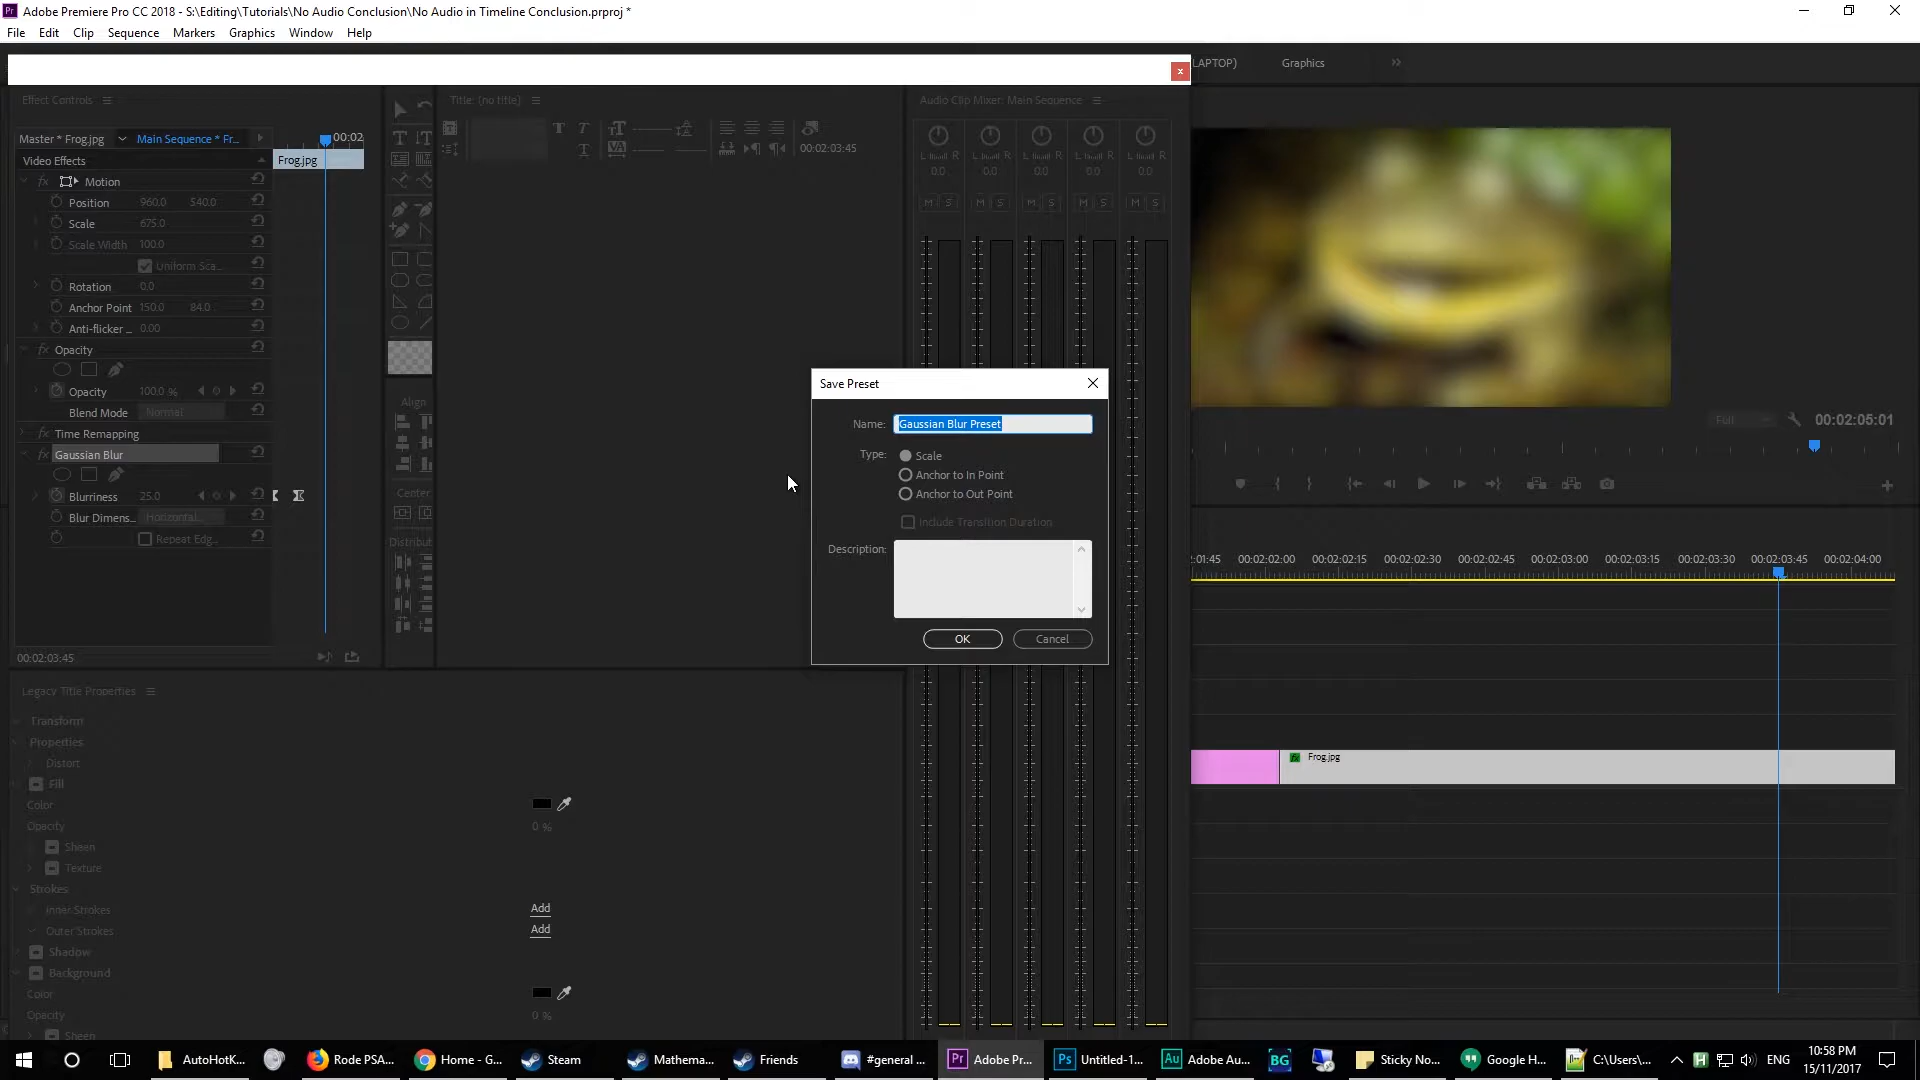 Adobe Premiere Pro CC 2018 - S:\Editing\Tutorials\No Audio Conclusion\No Audio in Timeline Conclusion.prproj *
File Edit Clip Sequence Markers Graphics Window Help
LAPTOP) Graphics
Effect Controls
Title: (no title)
Audio Clip Mixer: Main Sequence
Master * Frog.jpg Main Sequence * Fr... 00:02
00:02:03:45
Video Effects
Frog.jpg
L R L R L R L R L R
0.0 0.0 0.0 0.0 0.0
M S M S M S M S M S
Motion
Position 960.0 540.0
Scale 675.0
Scale Width 100.0
Uniform Sca...
Rotation 0.0
Anchor Point 150.0 84.0
Anti-flicker ... 0.00
Opacity
Opacity 100.0 %
Blend Mode Normal
Time Remapping
Gaussian Blur
Blurriness 25.0
Blur Dimens... Horizontal...
Repeat Edg...
00:02:03:45
Align
Center
Distribut
Save Preset
Name: Gaussian Blur Preset
Type: Scale
Anchor to In Point
Anchor to Out Point
Include Transition Duration
Description:
OK Cancel
Full 00:02:05:01
:01:45 00:02:02:00 00:02:02:15 00:02:02:30 00:02:02:45 00:02:03:00 00:02:03:15 00:02:03:30 00:02:03:45 00:02:04:00
Frog.jpg
Legacy Title Properties
Transform
Properties
Distort
Fill
Color
Opacity 0 %
Sheen
Texture
Strokes
Inner Strokes Add
Outer Strokes Add
Shadow
Background
Color
Opacity 0 %
Sheen
AutoHotK... Rode PSA... Home - G... Steam Mathema... Friends #general ... Adobe Pr... Untitled-1... Adobe Au... BG Sticky No... Google H... C:\Users\... ENG
10:58 PM
15/11/2017